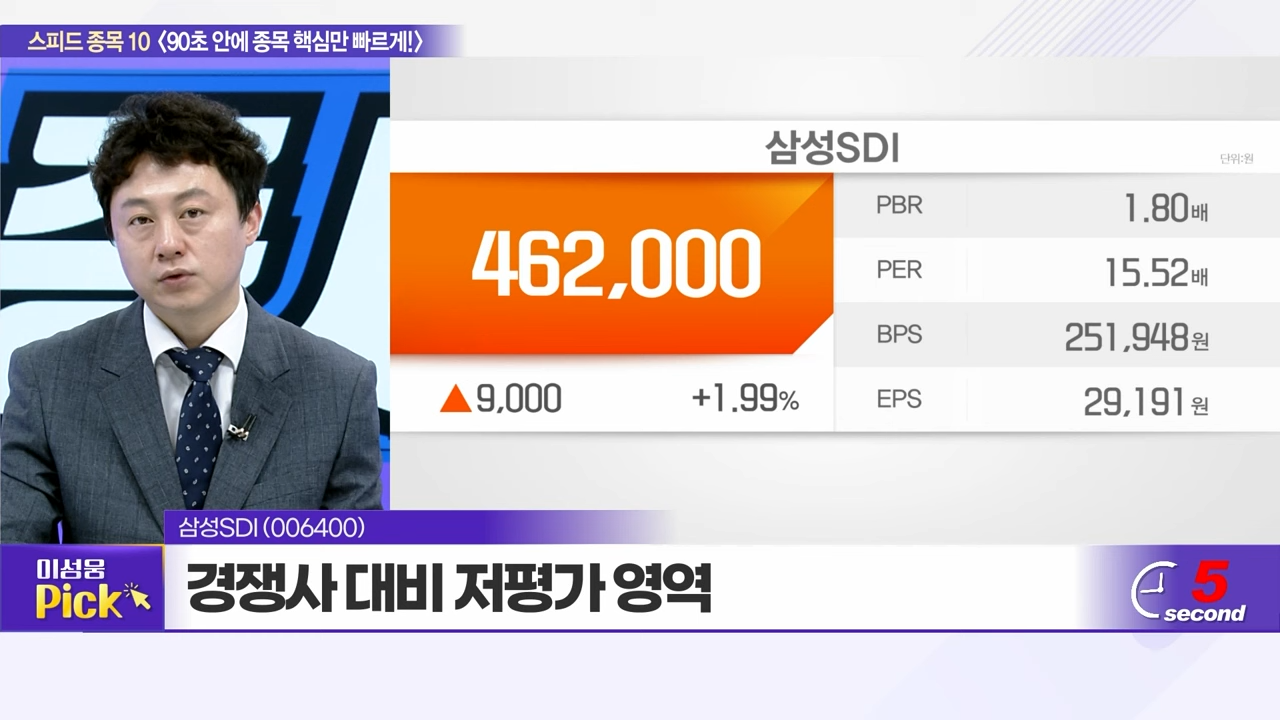 스피드 종목 10 〈90초 안에 종목 핵심만 빠르게!〉
삼성SDI
단위:원
462,000
▲9,000 +1.99%
PBR 1.80배
PER 15.52배
BPS 251,948원
EPS 29,191원
삼성SDI (006400)
이성웅
Pick
경쟁사 대비 저평가 영역
5
second